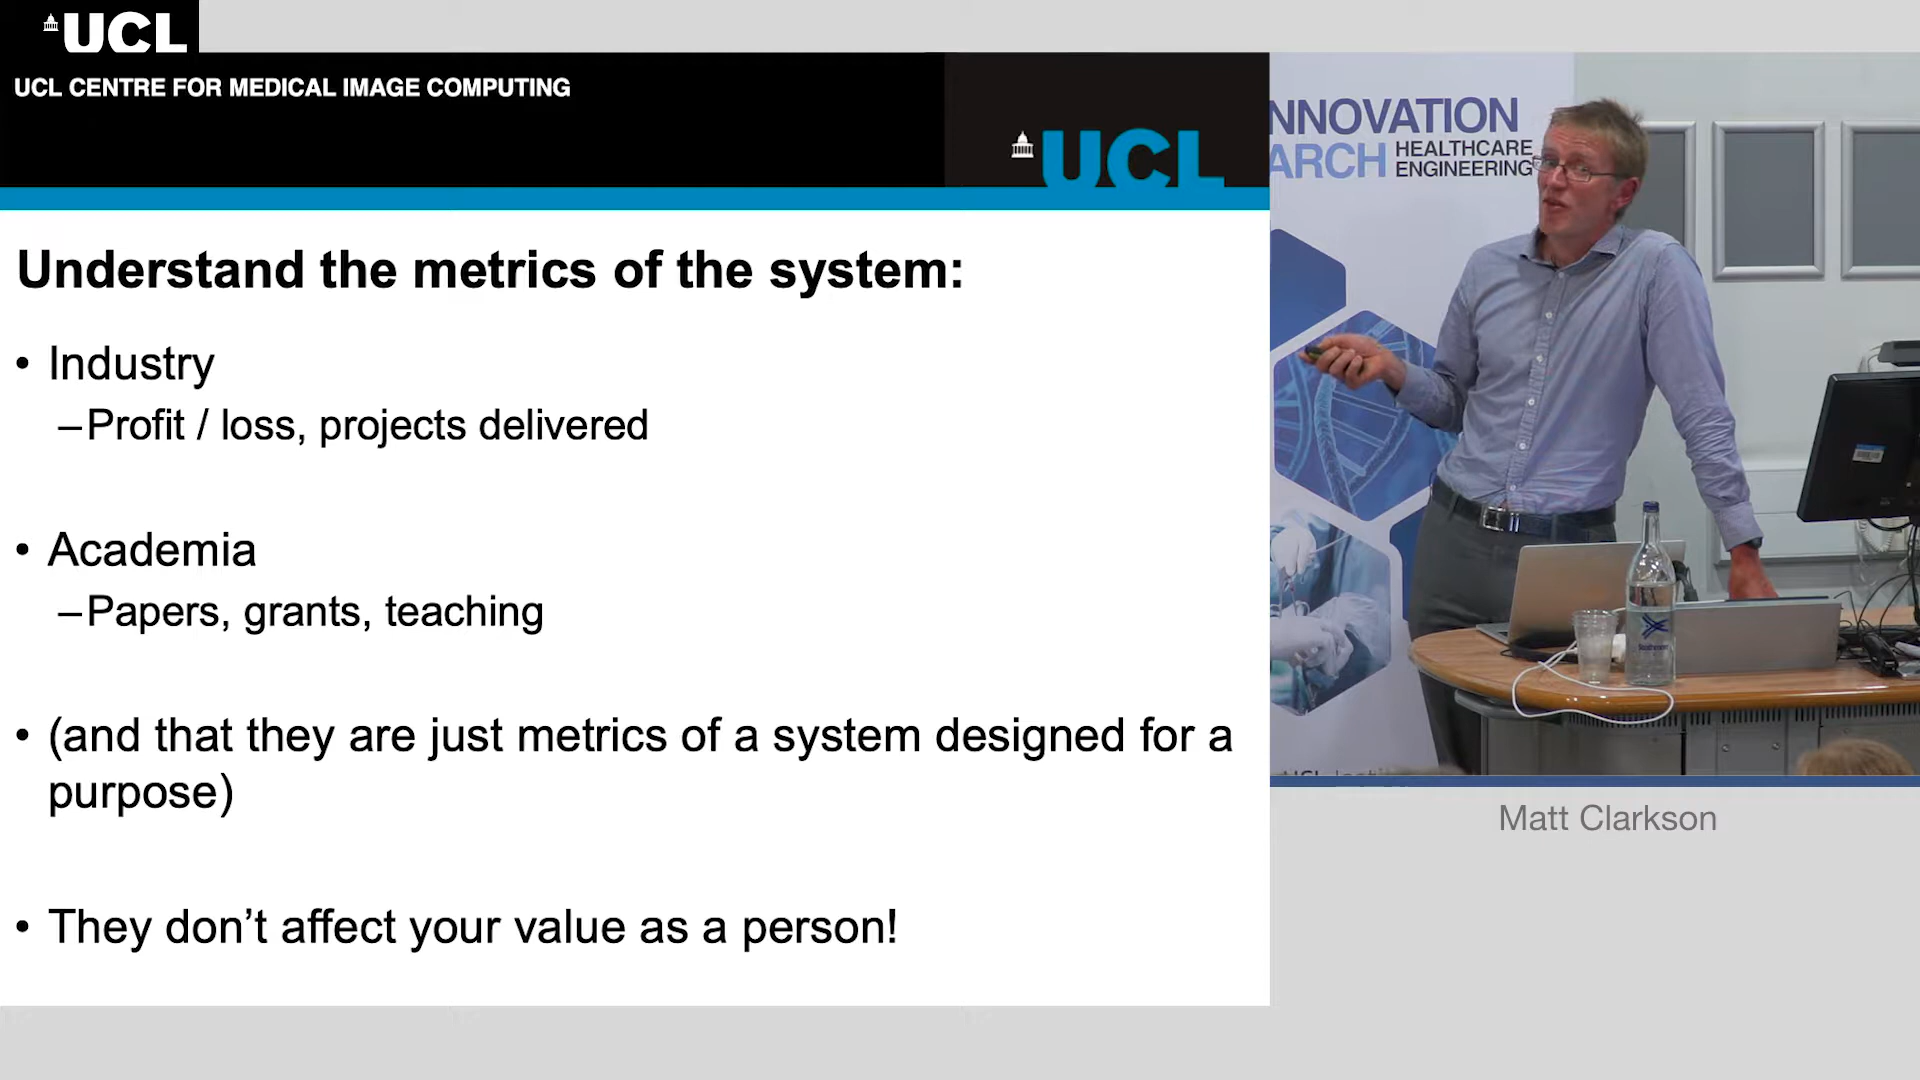 UCL
UCL CENTRE FOR MEDICAL IMAGE COMPUTING
UCL
Understand the metrics of the system:
• Industry
–Profit / loss, projects delivered
• Academia
–Papers, grants, teaching
• (and that they are just metrics of a system designed for a
purpose)
• They don’t affect your value as a person!
NNOVATION
ARCH HEALTHCARE
ENGINEERING
Matt Clarkson